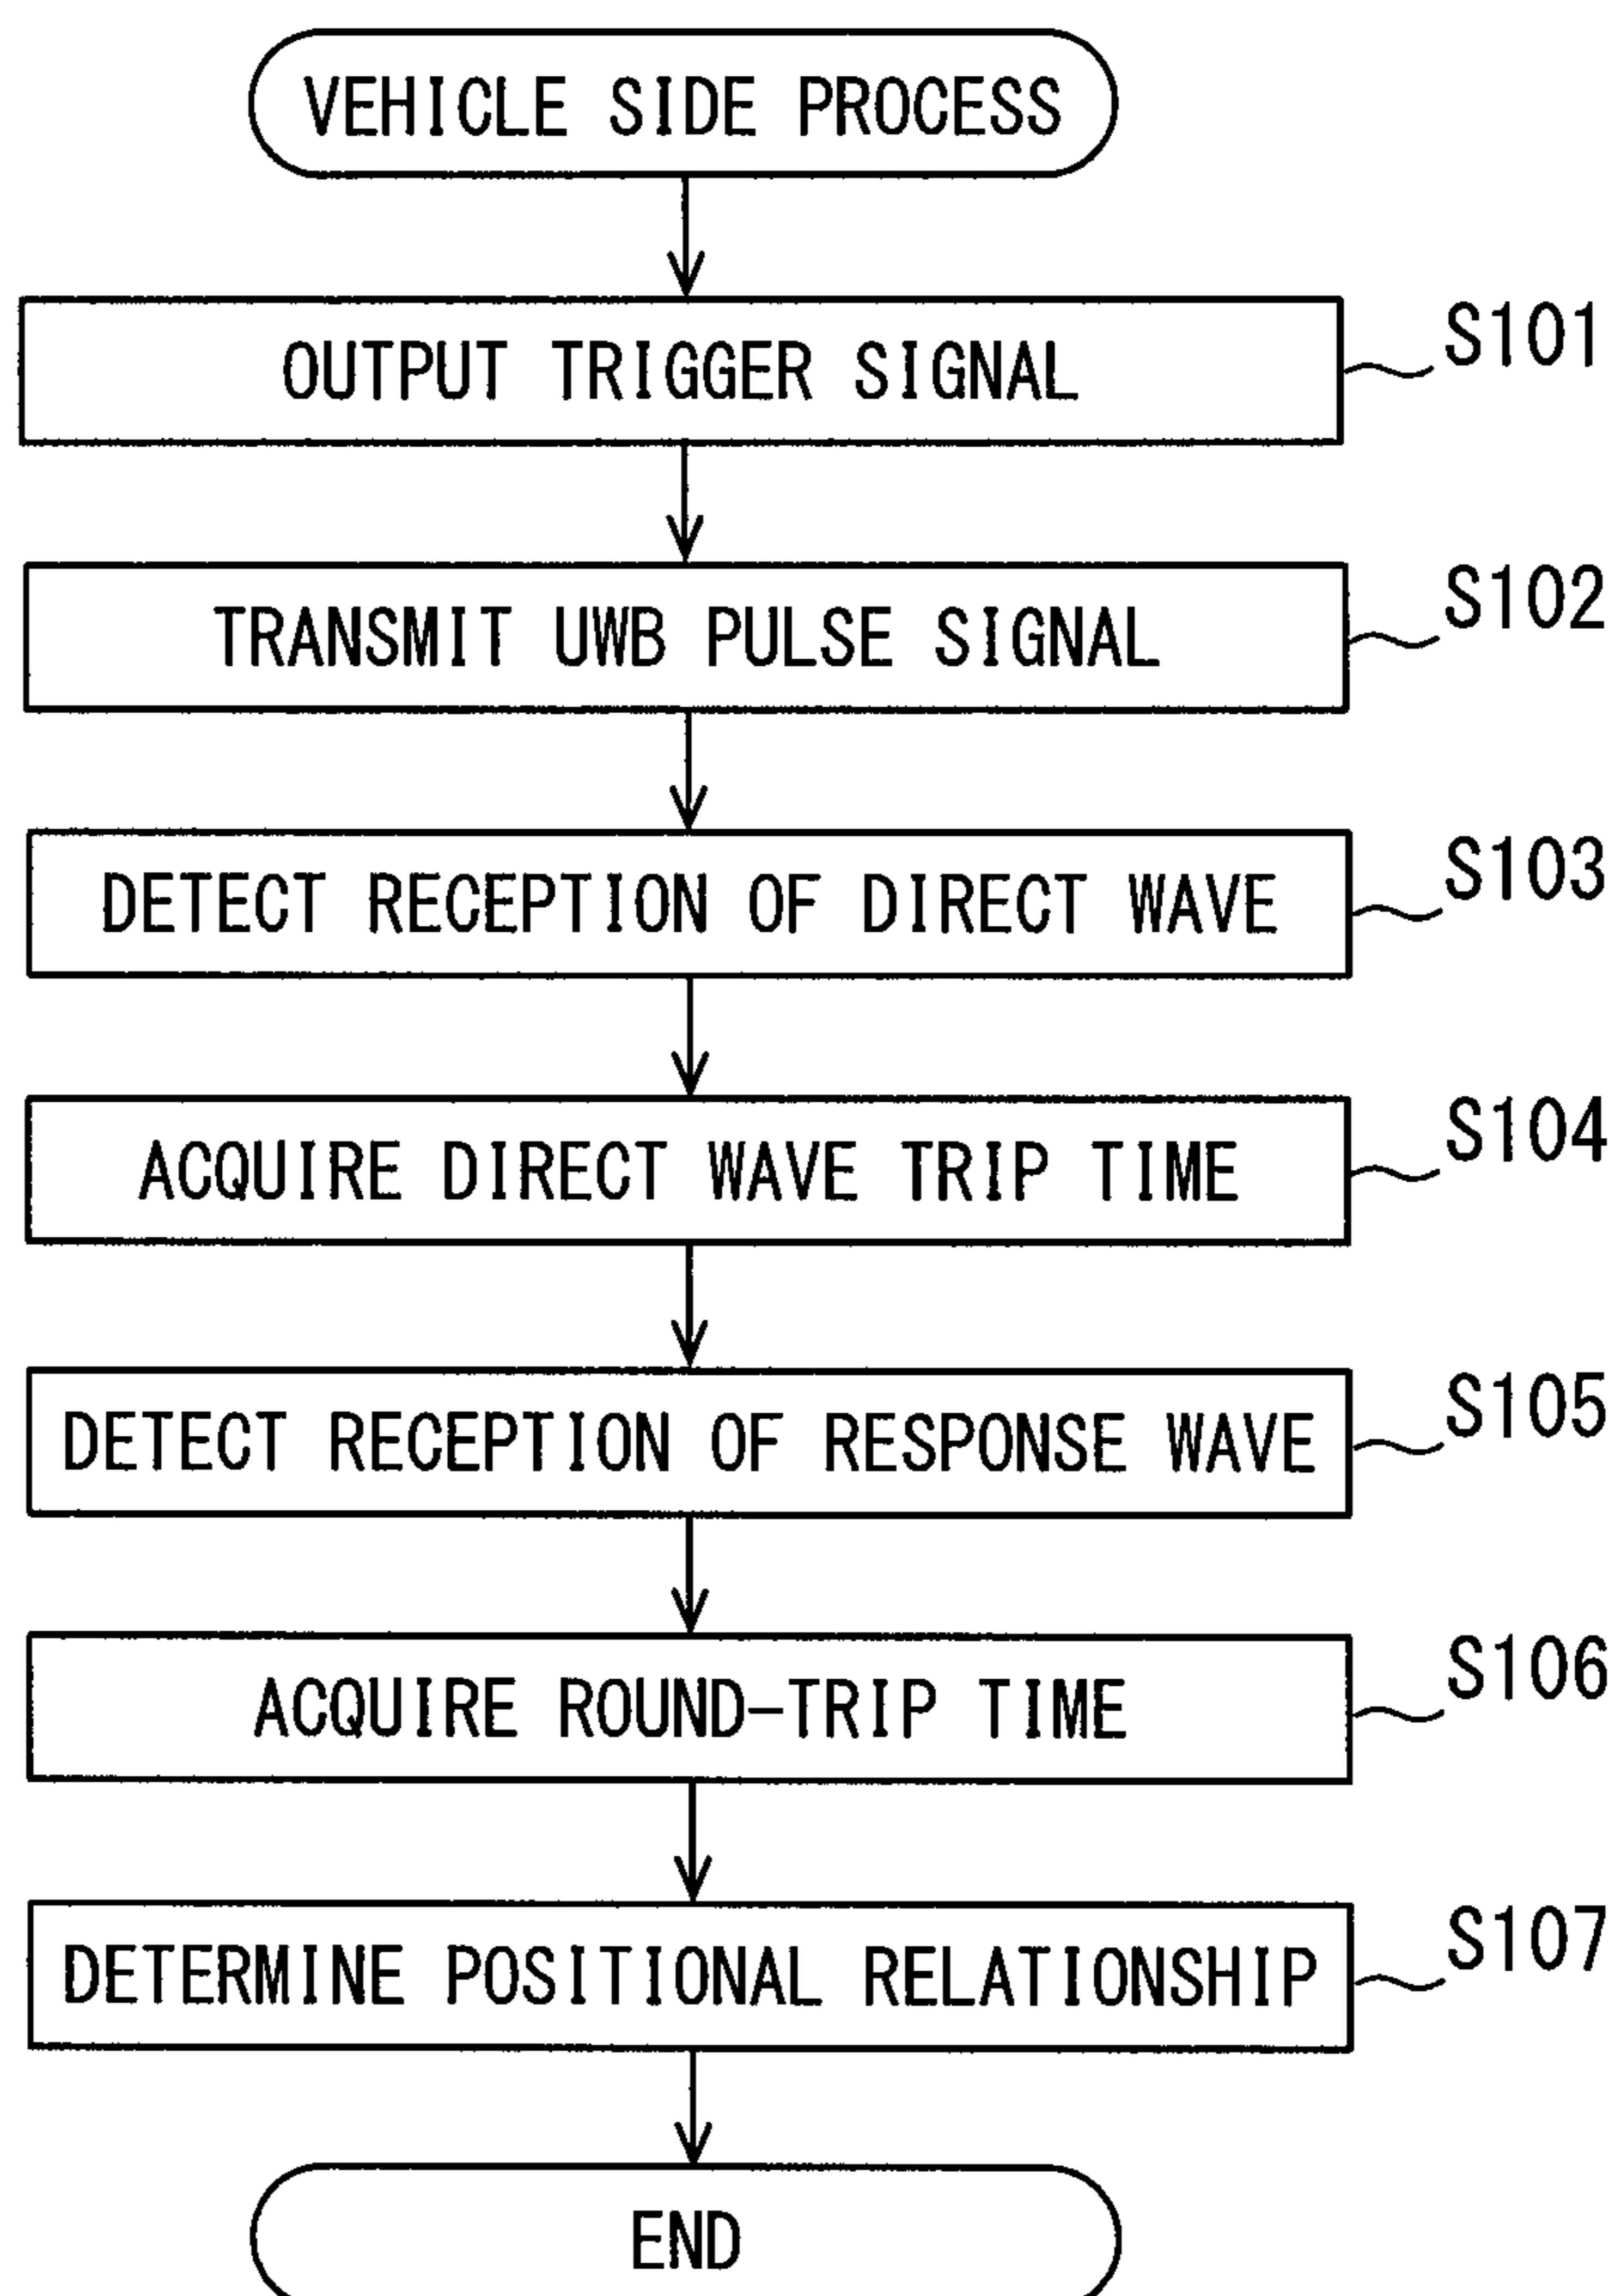 VEHICLE SIDE PROCESS
OUTPUT TRIGGER SIGNAL
S101
TRANSMIT UWB PULSE SIGNAL
S102
DETECT RECEPTION OF DIRECT WAVE
S103
ACQUIRE DIRECT WAVE TRIP TIME
S104
DETECT RECEPTION OF RESPONSE WAVE
S105
ACQUIRE ROUND-TRIP TIME
S106
DETERMINE POSITIONAL RELATIONSHIP
S107
END